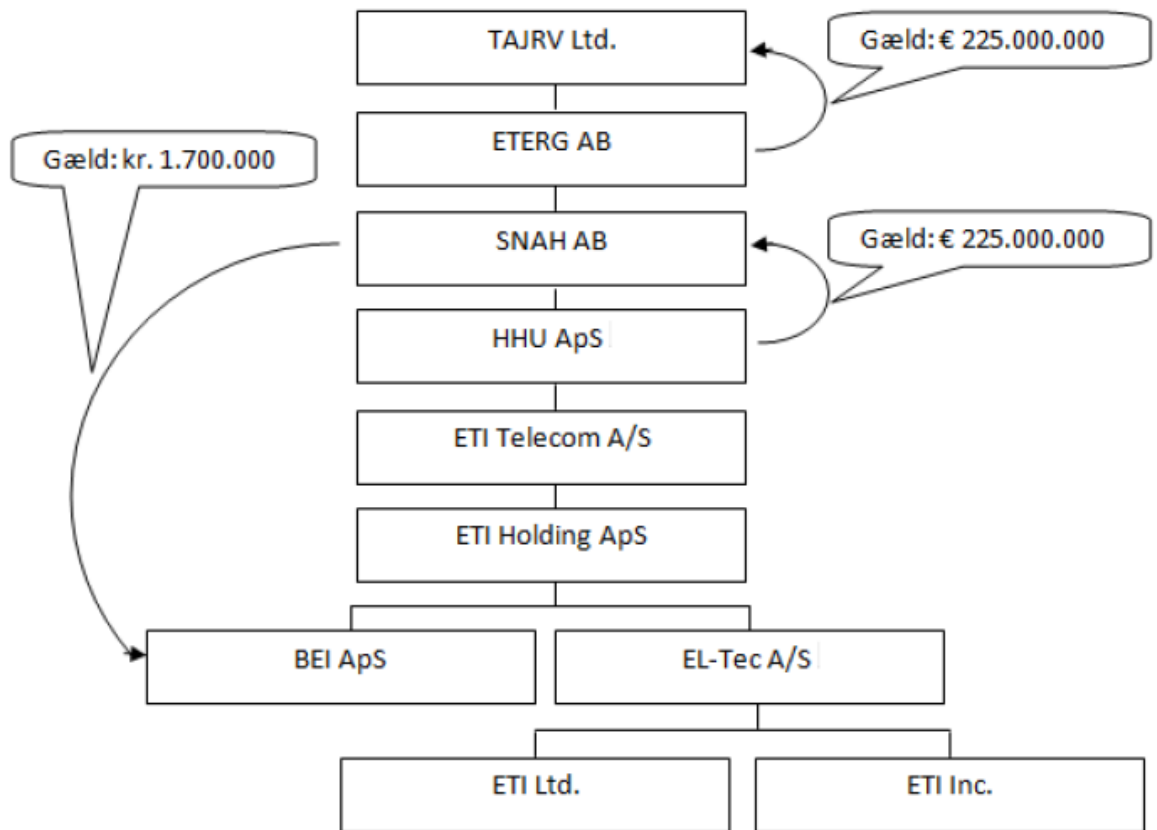 TAJRV Ltd.
Gæld: € 225.000.000
ETERG AB
Gæld: kr. 1.700.000
SNAH AB
Gæld: € 225.000.000
HHU ApS
ETI Telecom A/S
ETI Holding ApS
BEI ApS
EL-Tec A/S
ETI Ltd.
ETI Inc.